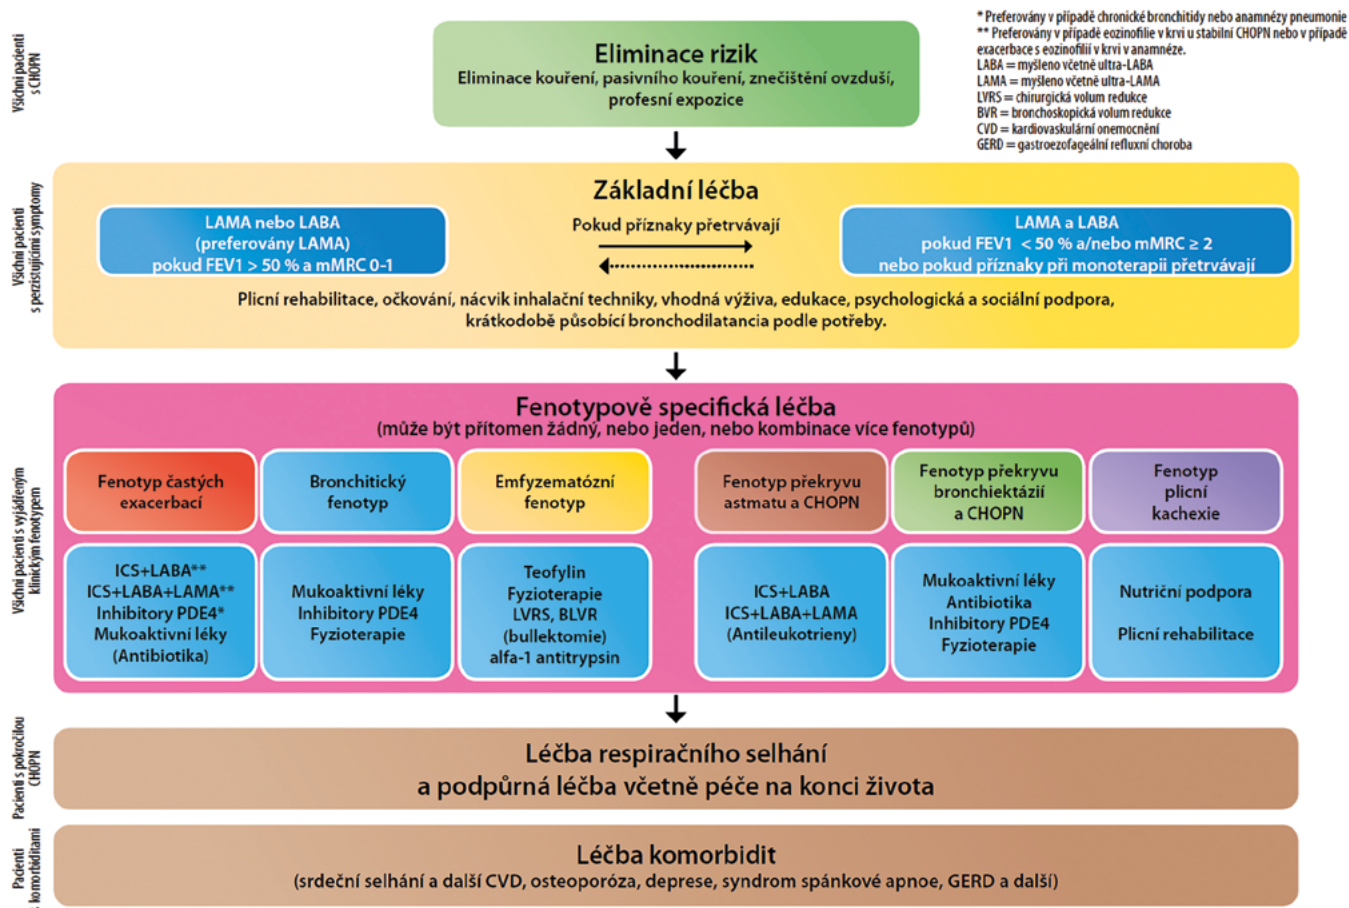 * Preferovány v případě chronické bronchitidy nebo anamnézy pneumonie
** Preferovány v případě eozinofilie v krvi u stabilní CHOPN nebo v případě
exacerbace s eozinofilií v krvi v anamnéze.
LABA = myšleno včetně ultra-LABA
LAMA = myšleno včetně ultra-LAMA
LVRS = chirurgická volum redukce
BVR = bronchoskopická volum redukce
CVD = kardiovaskulární onemocnění
GERD = gastroezofageální refluxní choroba
Všichni pacienti
s CHOPN
Eliminace rizik
Eliminace kouření, pasivního kouření, znečištění ovzduší,
profesní expozice
Všichni pacienti
s perzistujícími symptomy
Základní léčba
LAMA nebo LABA
(preferovány LAMA)
pokud FEV1 > 50 % a mMRC 0-1
Pokud příznaky přetrvávají
LAMA a LABA
pokud FEV1 < 50 % a/nebo mMRC ≥ 2
nebo pokud příznaky při monoterapii přetrvávají
Plicní rehabilitace, očkování, nácvik inhalační techniky, vhodná výživa, edukace, psychologická a sociální podpora,
krátkodobě působící bronchodilatancia podle potřeby.
Všichni pacienti s vyjádřeným
klinickým fenotypem
Fenotypově specifická léčba
(může být přítomen žádný, nebo jeden, nebo kombinace více fenotypů)
Fenotyp častých
exacerbací
ICS+LABA**
ICS+LABA+LAMA**
Inhibitory PDE4*
Mukoaktivní léky
(Antibiotika)
Bronchitický
fenotyp
Mukoaktivní léky
Inhibitory PDE4
Fyzioterapie
Emfyzematózní
fenotyp
Teofylin
Fyzioterapie
LVRS, BLVR
(bullektomie)
alfa-1 antitrypsin
Fenotyp překryvu
astmatu a CHOPN
ICS+LABA
ICS+LABA+LAMA
(Antileukotrieny)
Fenotyp překryvu
bronchiektázií
a CHOPN
Mukoaktivní léky
Antibiotika
Inhibitory PDE4
Fyzioterapie
Fenotyp
plicní
kachexie
Nutriční podpora
Plicní rehabilitace
Pacienti s pokročilou
CHOPN
Léčba respiračního selhání
a podpůrná léčba včetně péče na konci života
Pacienti
s komorbiditami
Léčba komorbidit
(srdeční selhání a další CVD, osteoporóza, deprese, syndrom spánkové apnoe, GERD a další)